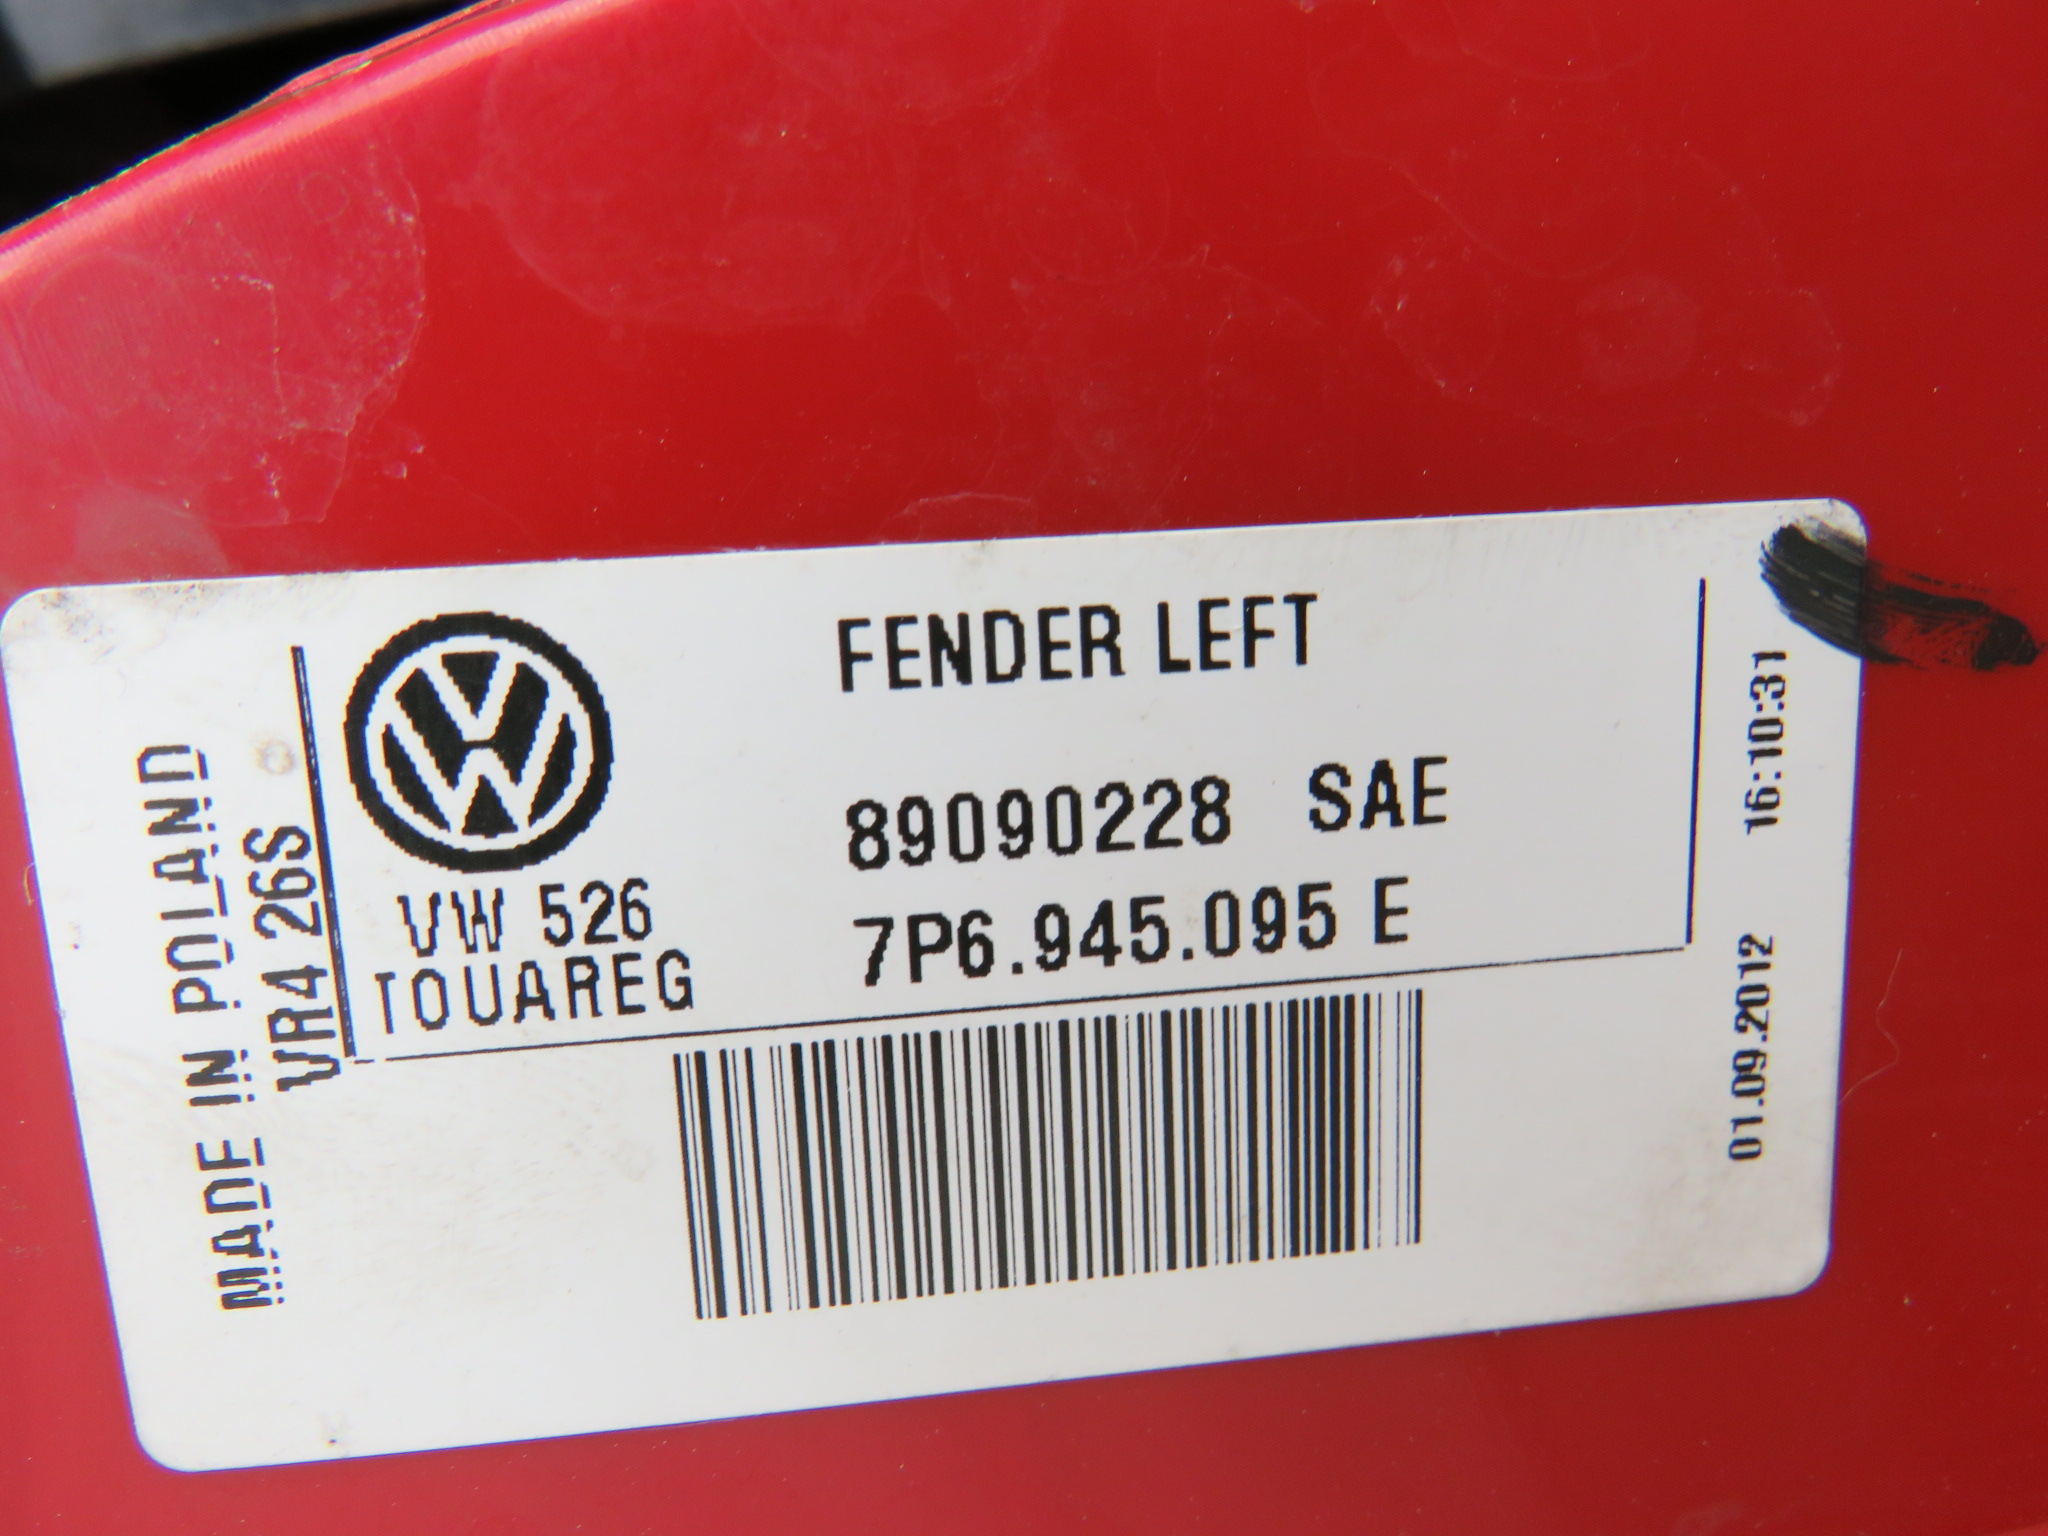 MADE IN POLAND
VR4 26S
VW 526
TOUAREG
FENDER LEFT
89090228 SAE
7P6.945.095 E
01.09.2012 16:10:31